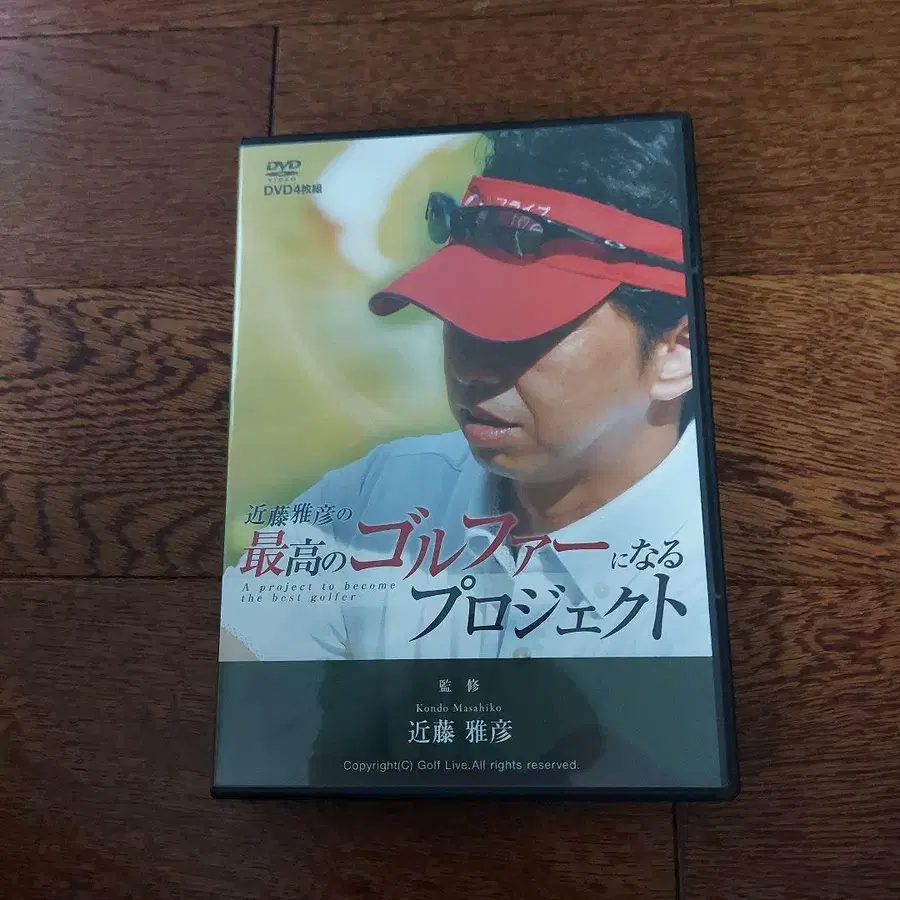 DVD
VIDEO
DVD4枚組
近藤雅彦の
最高のゴルファーになる
A project to become
the best golfer
プロジェクト
監修
Kondo Masahiko
近藤 雅彦
Copyright(C) Golf Live.All rights reserved.